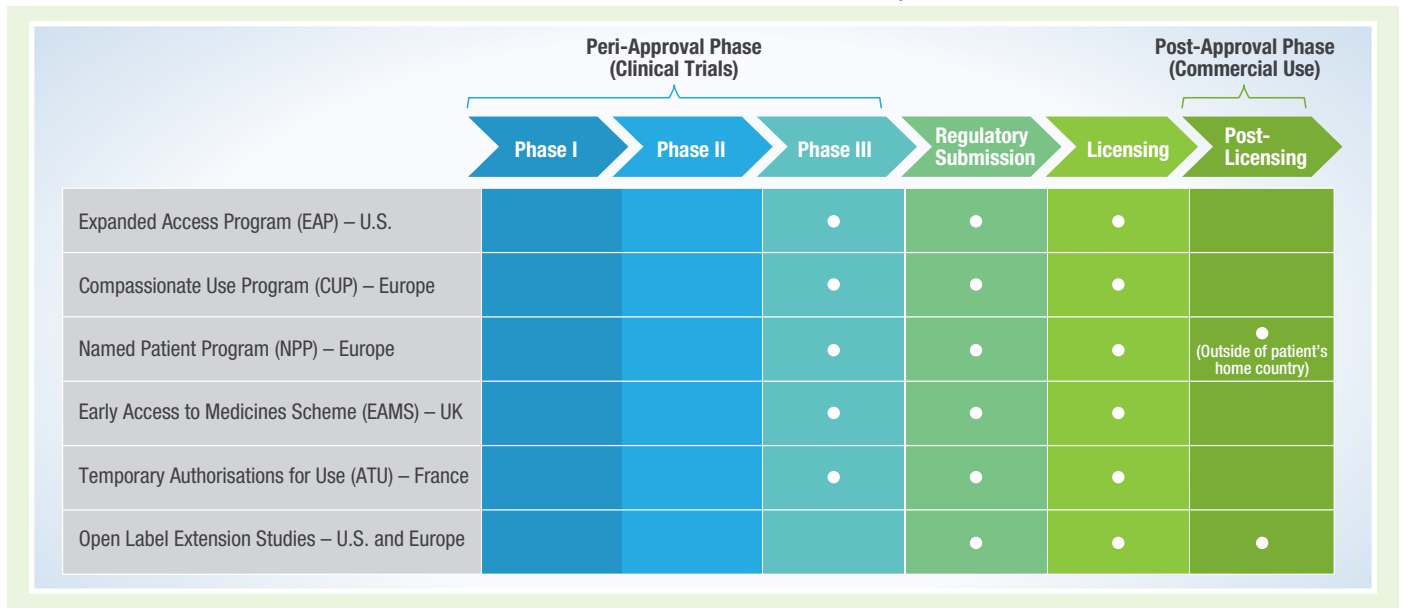 Peri-Approval Phase
(Clinical Trials)
Post-Approval Phase
(Commercial Use)
Phase I
Phase II
Phase III
Regulatory
Submission
Licensing
Post-
Licensing
Expanded Access Program (EAP) – U.S.
Compassionate Use Program (CUP) – Europe
Named Patient Program (NPP) – Europe
(Outside of patient's
home country)
Early Access to Medicines Scheme (EAMS) – UK
Temporary Authorisations for Use (ATU) – France
Open Label Extension Studies – U.S. and Europe